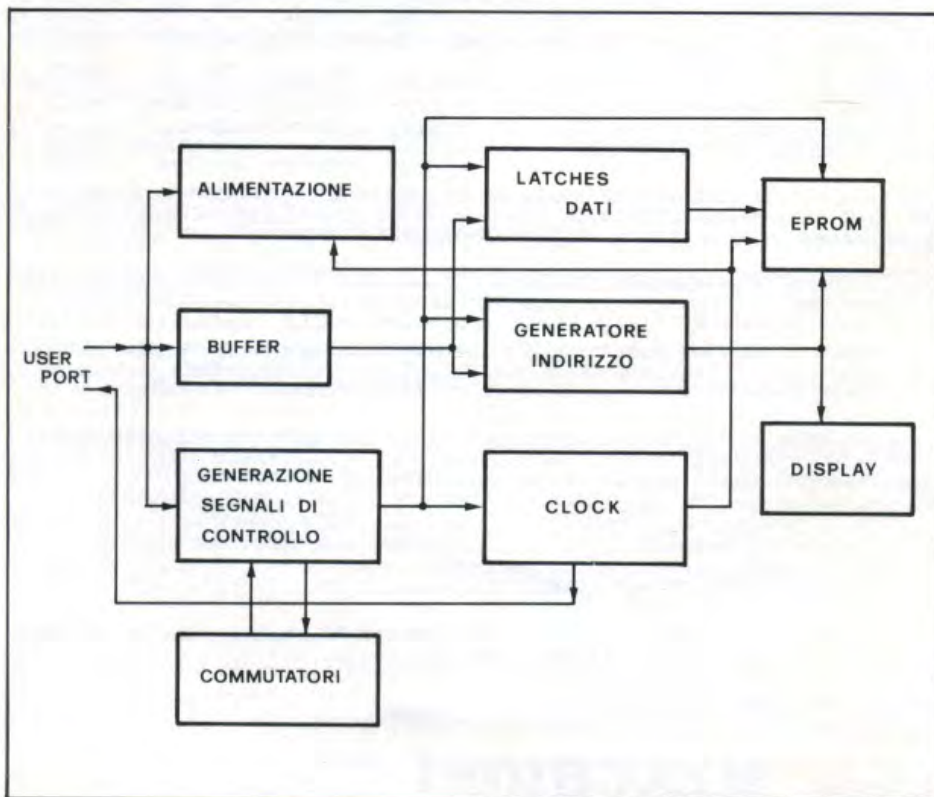 ALIMENTAZIONE
LATCHES
DATI
EPROM
USER
PORT
BUFFER
GENERATORE
INDIRIZZO
GENERAZIONE
SEGNALI DI
CONTROLLO
CLOCK
DISPLAY
COMMUTATORI